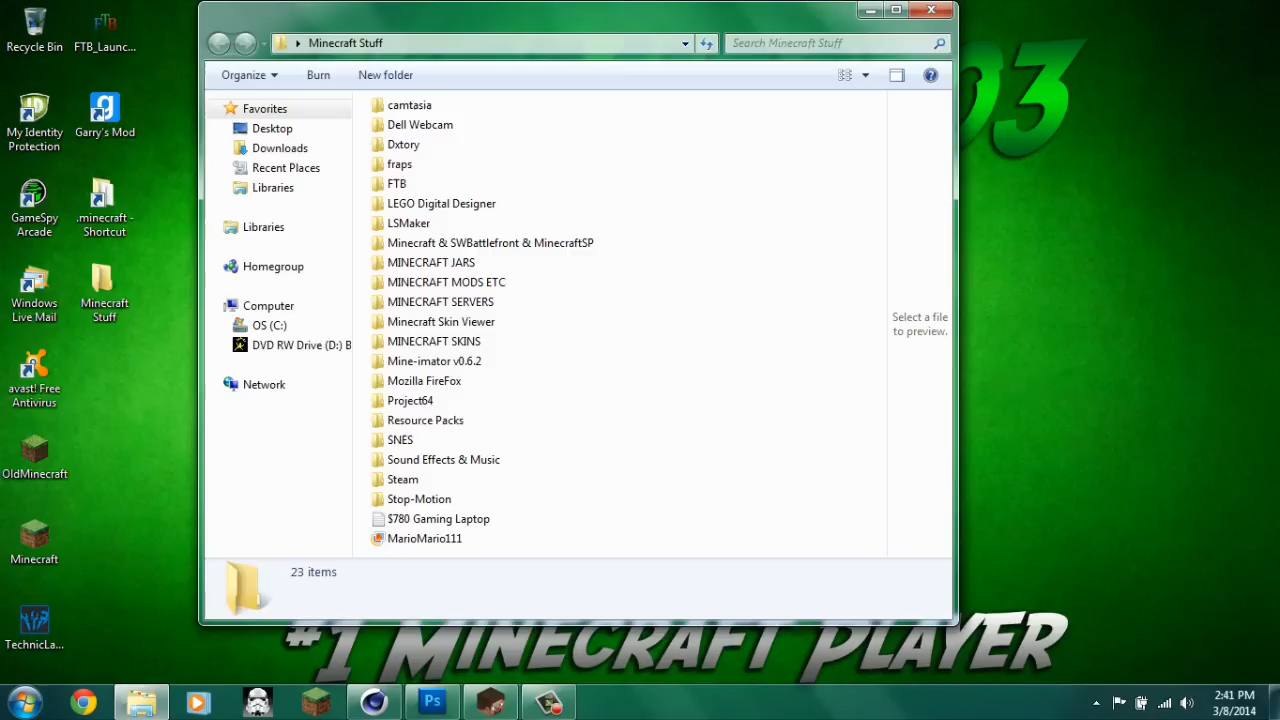 Recycle Bin
FTB_Launc...
My Identity
Protection
Garry's Mod
GameSpy
Arcade
.minecraft -
Shortcut
Windows
Live Mail
Minecraft
Stuff
avast! Free
Antivirus
OldMinecraft
Minecraft
TechnicLa...
Minecraft Stuff
Search Minecraft Stuff
Organize
Burn
New folder
Favorites
Desktop
Downloads
Recent Places
Libraries
Libraries
Homegroup
Computer
OS (C:)
DVD RW Drive (D:) B
Network
camtasia
Dell Webcam
Dxtory
fraps
FTB
LEGO Digital Designer
LSMaker
Minecraft & SWBattlefront & MinecraftSP
MINECRAFT JARS
MINECRAFT MODS ETC
MINECRAFT SERVERS
Minecraft Skin Viewer
MINECRAFT SKINS
Mine-imator v0.6.2
Mozilla FireFox
Project64
Resource Packs
SNES
Sound Effects & Music
Steam
Stop-Motion
$780 Gaming Laptop
MarioMario111
Select a file
to preview.
23 items
03
#1 MINECRAFT PLAYER
Ps
2:41 PM
3/8/2014